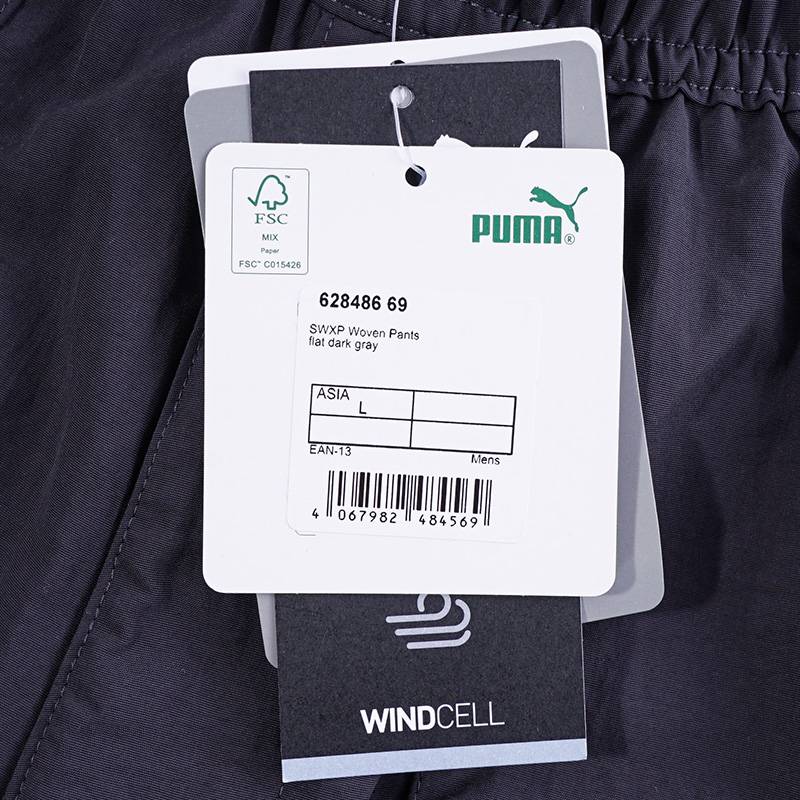 FSC™
MIX
Paper
FSC™ C015426
PUMA®
628486 69
SWXP Woven Pants
flat dark gray
ASIA
L
EAN-13
Mens
4 067982 484569
WINDCELL